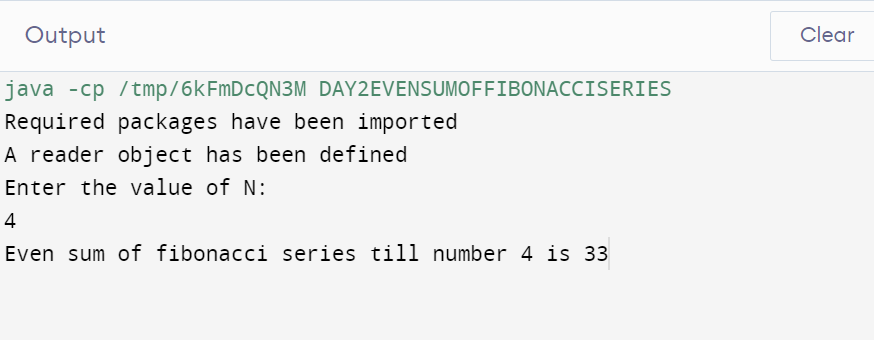 Output
Clear
java -cp /tmp/6kFmDcQN3M DAY2EVENSUMOFFIBONACCISERIES
Required packages have been imported
A reader object has been defined
Enter the value of N:
4
Even sum of fibonacci series till number 4 is 33